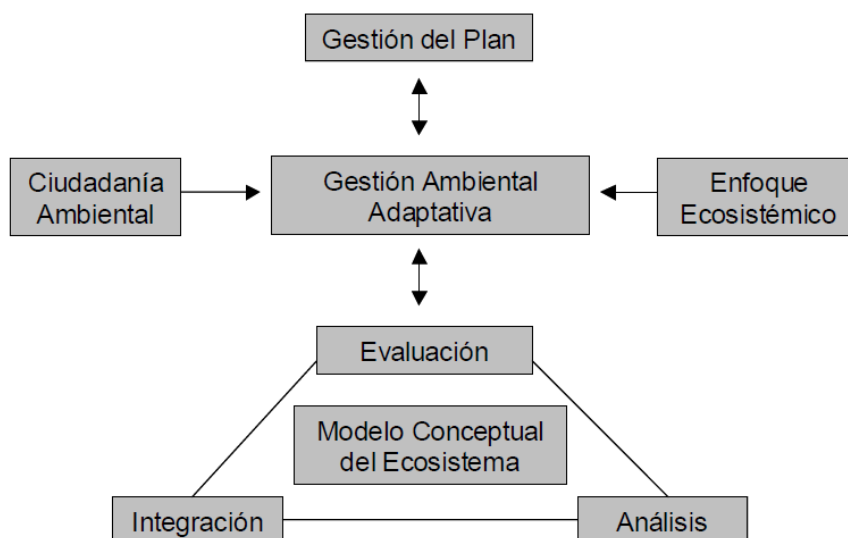 Gestión del Plan
Ciudadanía
Ambiental
Gestión Ambiental
Adaptativa
Enfoque
Ecosistémico
Evaluación
Modelo Conceptual
del Ecosistema
Integración
Análisis